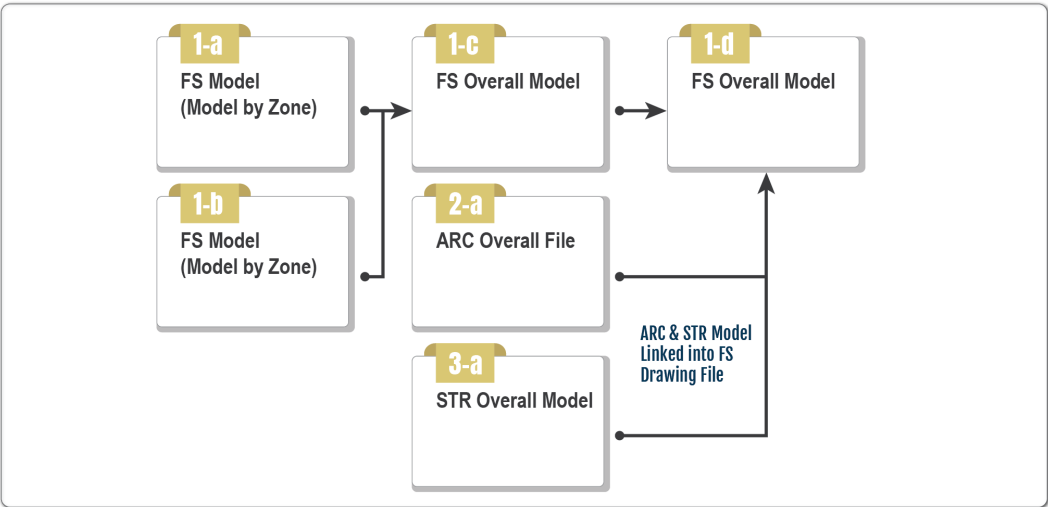 1-a
FS Model
(Model by Zone)
1-c
FS Overall Model
1-d
FS Overall Model
1-b
FS Model
(Model by Zone)
2-a
ARC Overall File
ARC & STR Model
Linked into FS
Drawing File
3-a
STR Overall Model